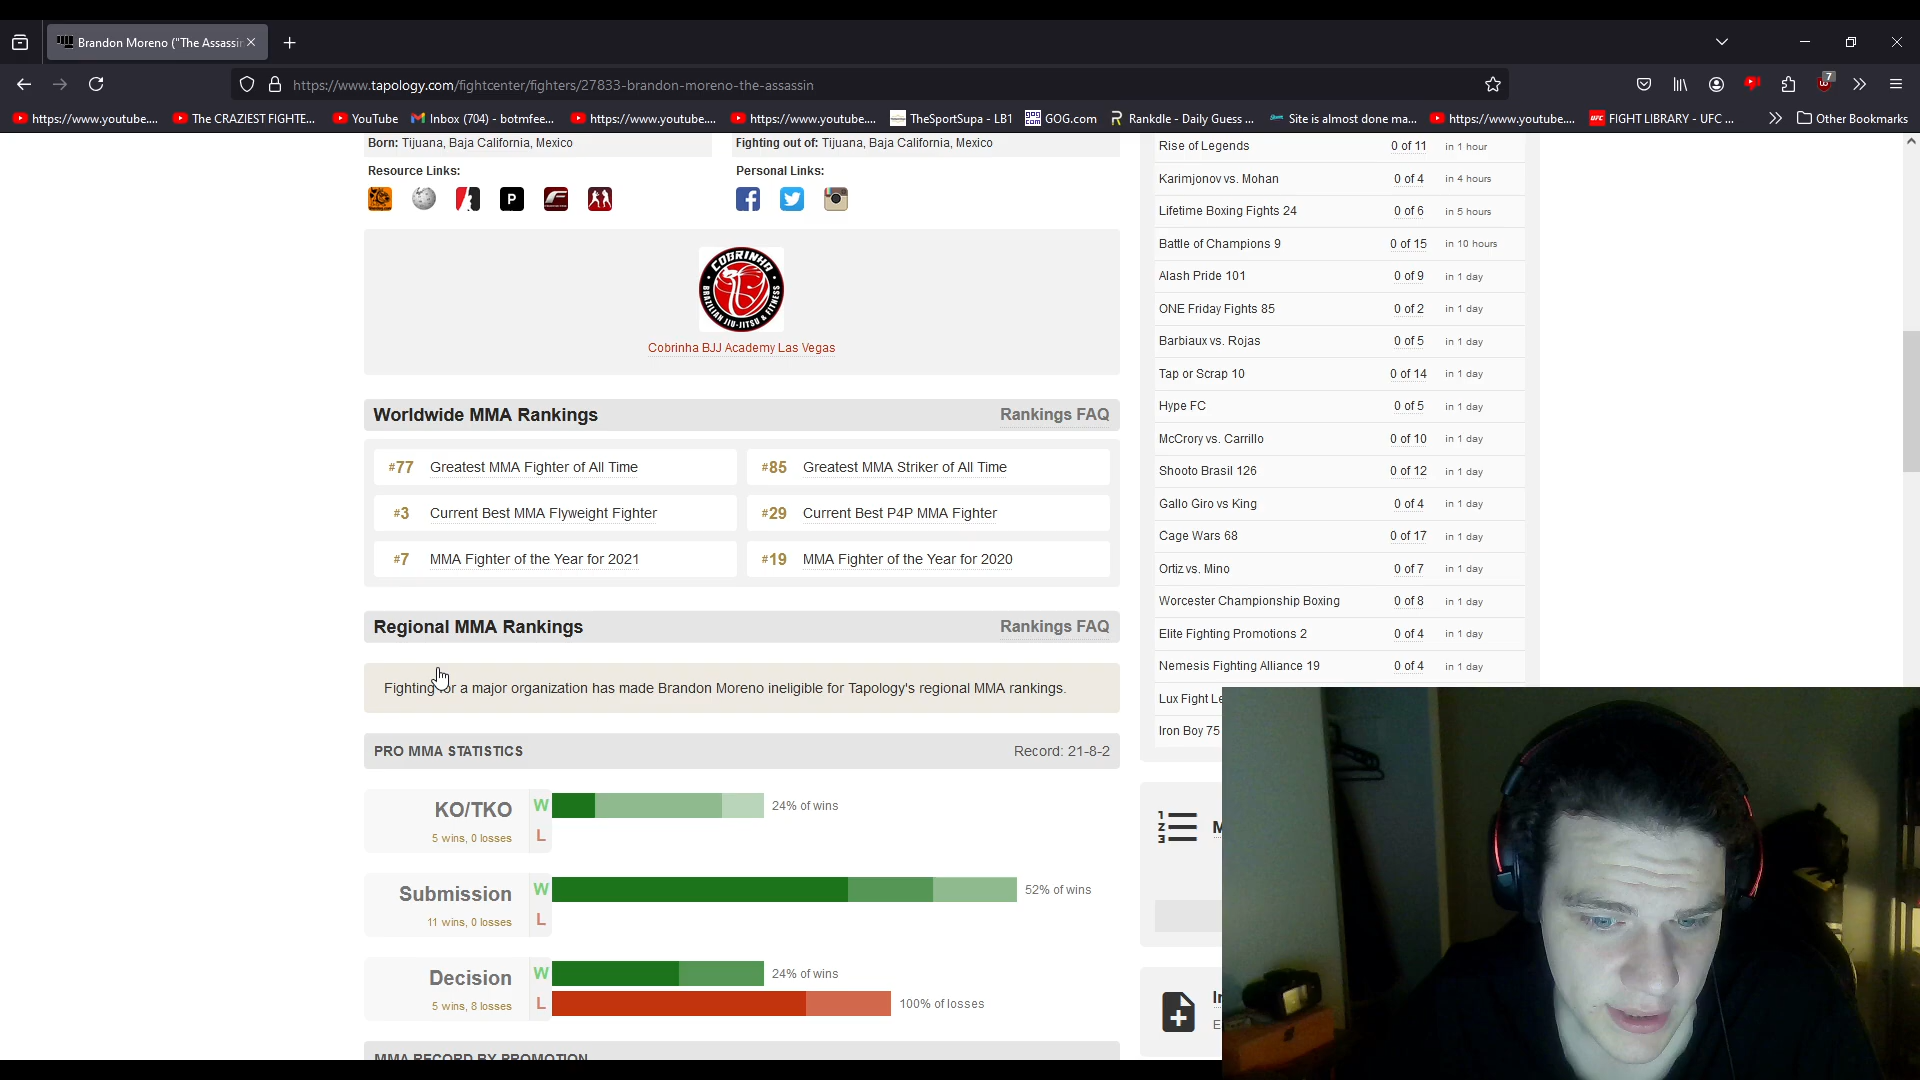 Brandon Moreno ("The Assassin
https://www.tapology.com/fightcenter/fighters/27833-brandon-moreno-the-assassin
7
https://www.youtube....
The CRAZIEST FIGHTE...
YouTube
Inbox (704) - botmfee...
https://www.youtube....
https://www.youtube....
TheSportSupa - LB1
GOG.com
Rankdle - Daily Guess ...
Site is almost done ma...
https://www.youtube....
FIGHT LIBRARY - UFC ...
Other Bookmarks
Born: Tijuana, Baja California, Mexico
Fighting out of: Tijuana, Baja California, Mexico
Resource Links:
Personal Links:
P
COBRINHA
BRAZILIAN JIU-JITSU & FITNESS
Cobrinha BJJ Academy Las Vegas
Worldwide MMA Rankings
Rankings FAQ
#77 Greatest MMA Fighter of All Time
#85 Greatest MMA Striker of All Time
#3 Current Best MMA Flyweight Fighter
#29 Current Best P4P MMA Fighter
#7 MMA Fighter of the Year for 2021
#19 MMA Fighter of the Year for 2020
Regional MMA Rankings
Rankings FAQ
Fighting for a major organization has made Brandon Moreno ineligible for Tapology's regional MMA rankings.
PRO MMA STATISTICS
Record: 21-8-2
KO/TKO
5 wins, 0 losses
W
24% of wins
L
Submission
11 wins, 0 losses
W
52% of wins
L
Decision
5 wins, 8 losses
W
24% of wins
L
100% of losses
MMA RECORD BY PROMOTION
Rise of Legends 0 of 11 in 1 hour
Karimjonov vs. Mohan 0 of 4 in 4 hours
Lifetime Boxing Fights 24 0 of 6 in 5 hours
Battle of Champions 9 0 of 15 in 10 hours
Alash Pride 101 0 of 9 in 1 day
ONE Friday Fights 85 0 of 2 in 1 day
Barbiaux vs. Rojas 0 of 5 in 1 day
Tap or Scrap 10 0 of 14 in 1 day
Hype FC 0 of 5 in 1 day
McCrory vs. Carrillo 0 of 10 in 1 day
Shooto Brasil 126 0 of 12 in 1 day
Gallo Giro vs King 0 of 4 in 1 day
Cage Wars 68 0 of 17 in 1 day
Ortiz vs. Mino 0 of 7 in 1 day
Worcester Championship Boxing 0 of 8 in 1 day
Elite Fighting Promotions 2 0 of 4 in 1 day
Nemesis Fighting Alliance 19 0 of 4 in 1 day
Lux Fight Le
Iron Boy 75